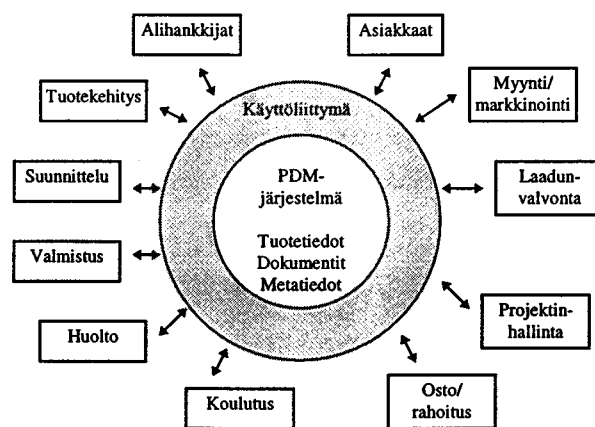 Alihankkijat
Asiakkaat
Tuotekehitys
Käyttöliittymä
Myynti/
markkinointi
Suunnittelu
PDM-
järjestelmä
Laadun-
valvonta
Tuotetiedot
Dokumentit
Metatiedot
Valmistus
Huolto
Projektin-
hallinta
Koulutus
Osto/
rahoitus